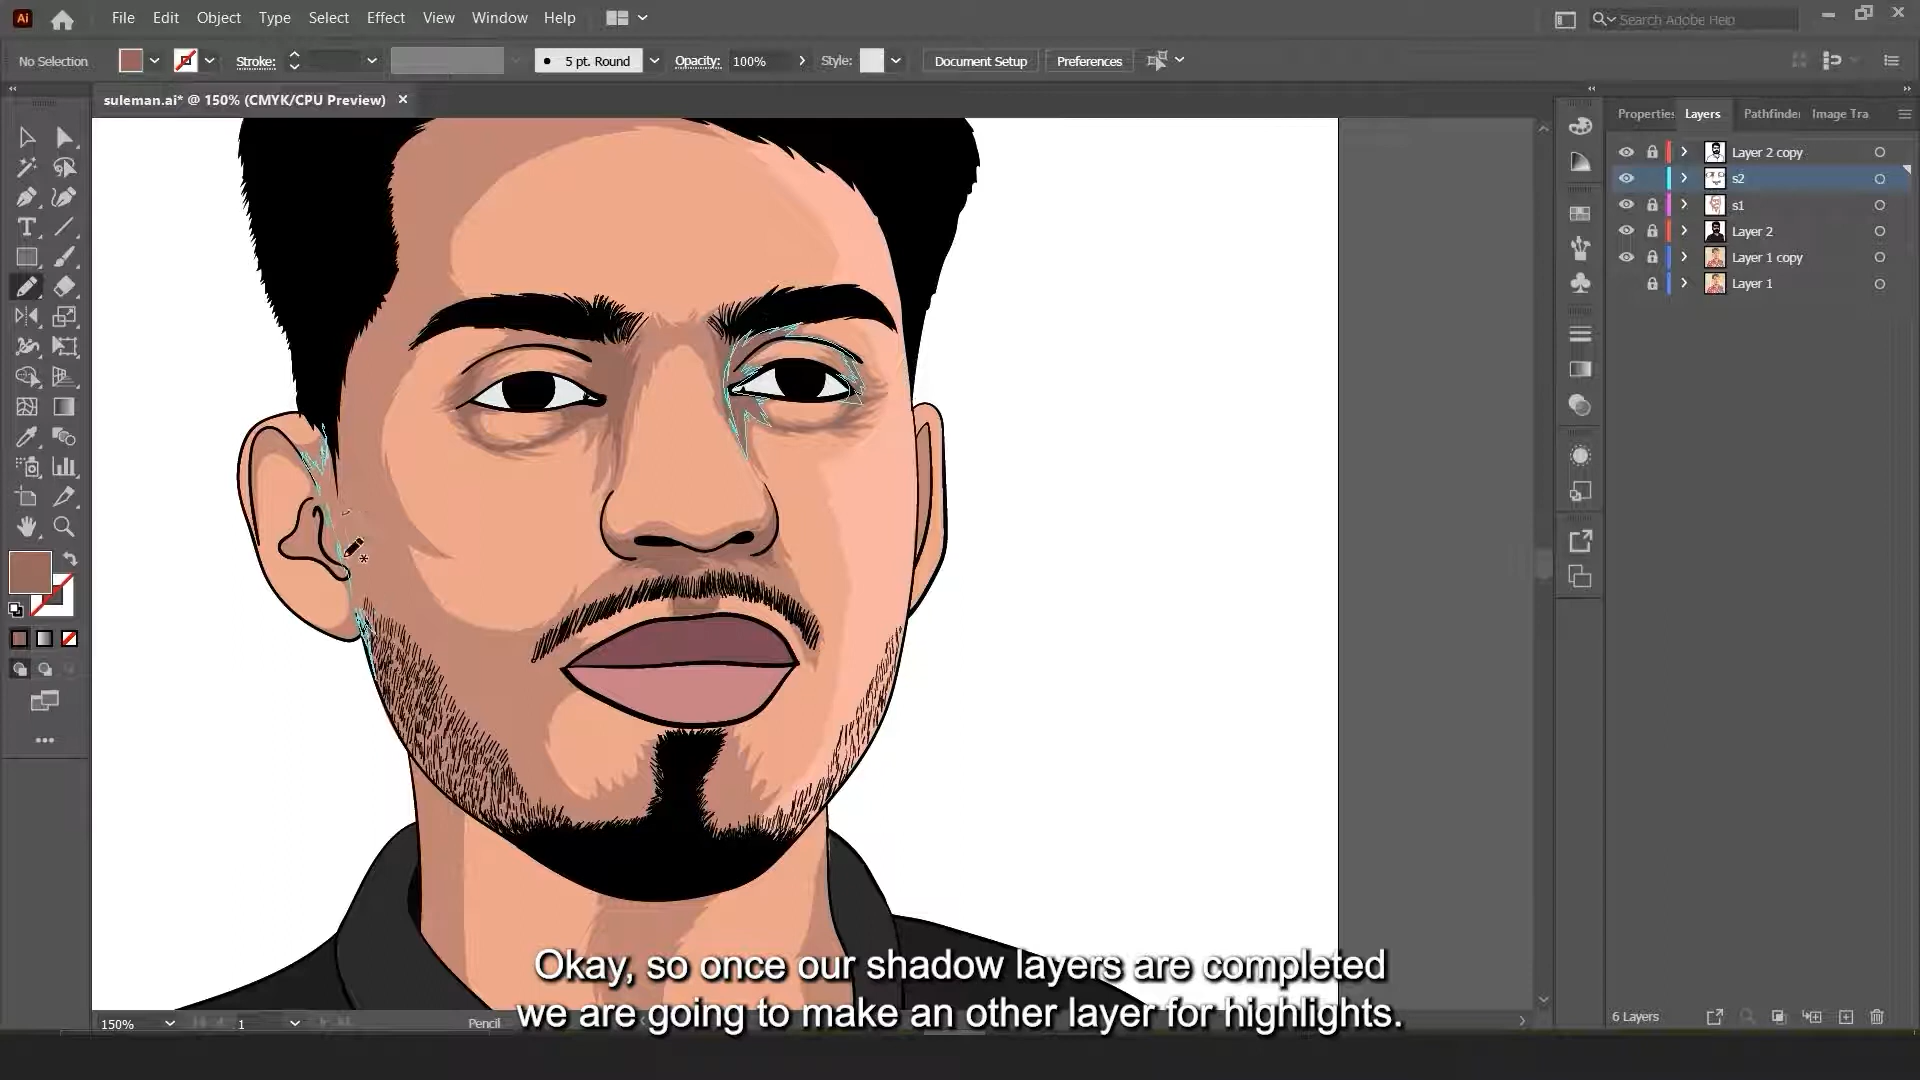 Ai File Edit Object Type Select Effect View Window Help Search Adobe Help
No Selection Stroke: 5 pt. Round Opacity: 100% Style: Document Setup Preferences
suleman.ai* @ 150% (CMYK/CPU Preview)
Properties Layers Pathfinder Image Tra
Layer 2 copy
s2
s1
Layer 2
Layer 1 copy
Layer 1
Okay, so once our shadow layers are completed
we are going to make an other layer for highlights.
150% 1 Pencil 6 Layers